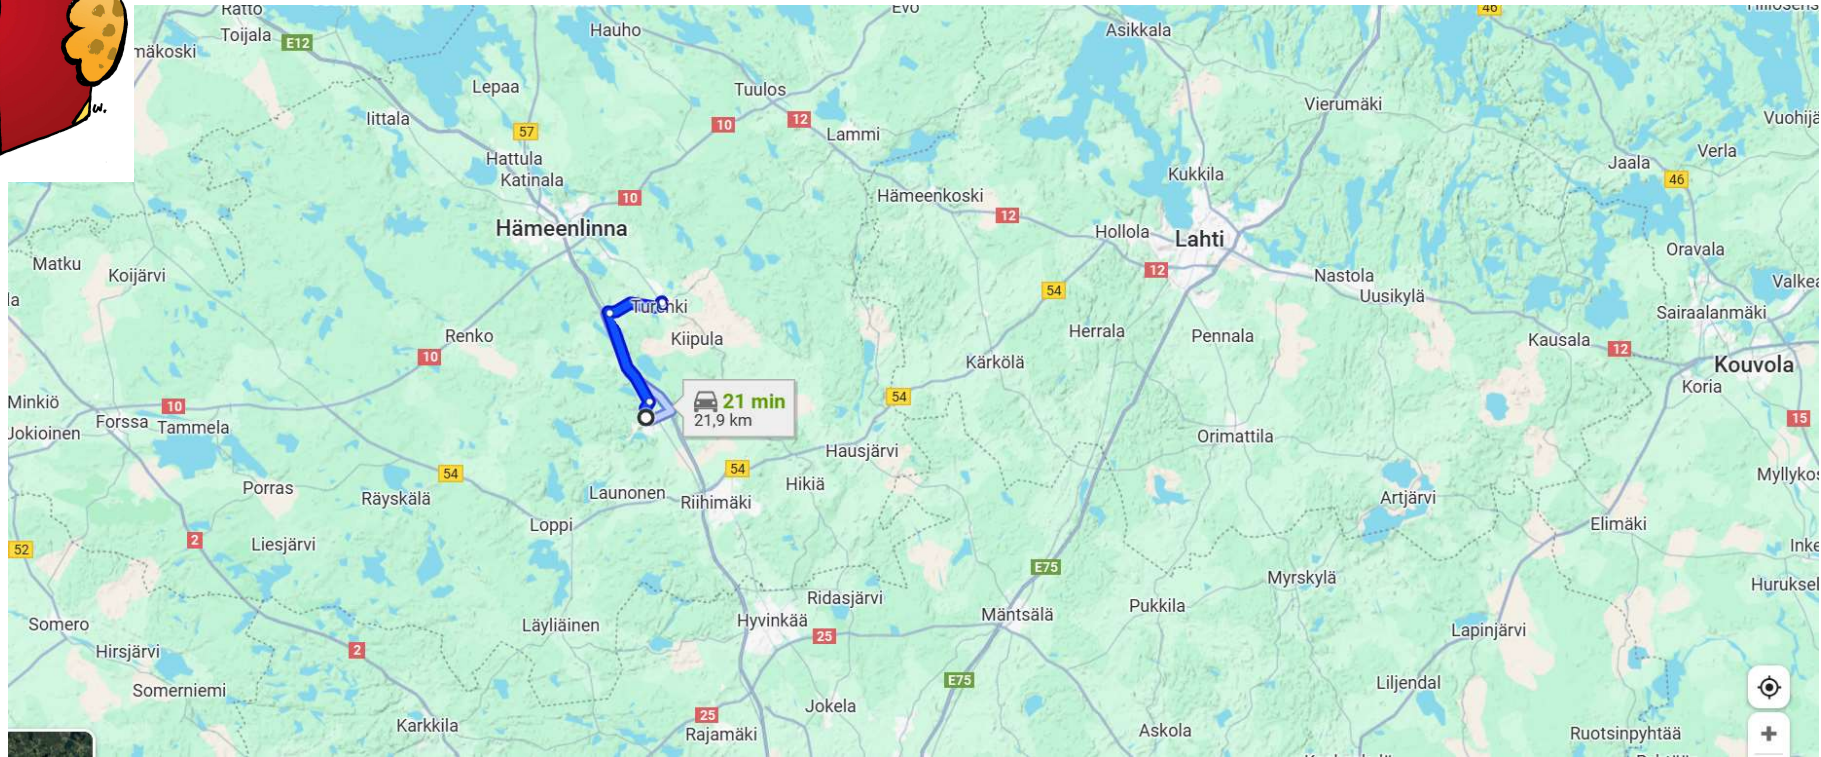 Toijala
E12
Hauho
Asikkala
46
Lepaa
Tuulos
Vierumäki
w.
Iittala
57
10
12
Lammi
Hattula
Katinala
10
Kukkila
Jaala
Verla
46
Hämeenkoski
12
Hämeenlinna
Hollola
Lahti
Oravala
Matku
Koijärvi
12
Nastola
54
Uusikylä
Turenki
Sairaalanmäki
Renko
Kiipula
Herrala
Pennala
Kausala
12
10
Kärkölä
Kouvola
Koria
Minkiö
10
21 min
54
Forssa
Tammela
21,9 km
15
Jokioinen
Hausjärvi
Orimattila
54
54
Porras
Räyskälä
Launonen
Riihimäki
Hikiä
Artjärvi
Loppi
Elimäki
2
52
Liesjärvi
E75
Myrskylä
Ridasjärvi
Pukkila
Somero
Läyliäinen
Hyvinkää
25
Mäntsälä
Lapinjärvi
Hirsjärvi
2
Somerniemi
E75
Liljendal
Karkkila
25
Jokela
Rajamäki
Askola
Ruotsinpyhtää
+